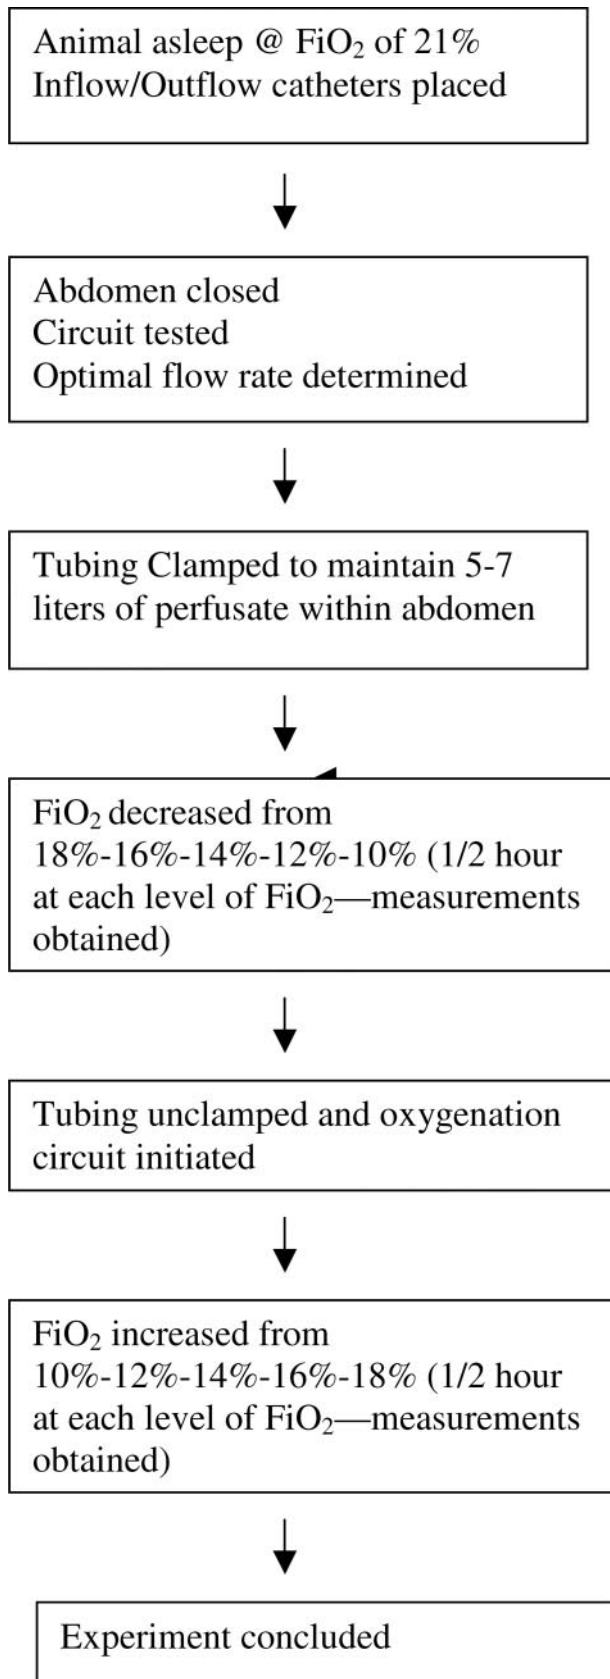 Animal asleep @ FiO₂ of 21%
Inflow/Outflow catheters placed
Abdomen closed
Circuit tested
Optimal flow rate determined
Tubing Clamped to maintain 5-7
liters of perfusate within abdomen
FiO₂ decreased from
18%-16%-14%-12%-10% (1/2 hour
at each level of FiO₂—measurements
obtained)
Tubing unclamped and oxygenation
circuit initiated
FiO₂ increased from
10%-12%-14%-16%-18% (1/2 hour
at each level of FiO₂—measurements
obtained)
Experiment concluded